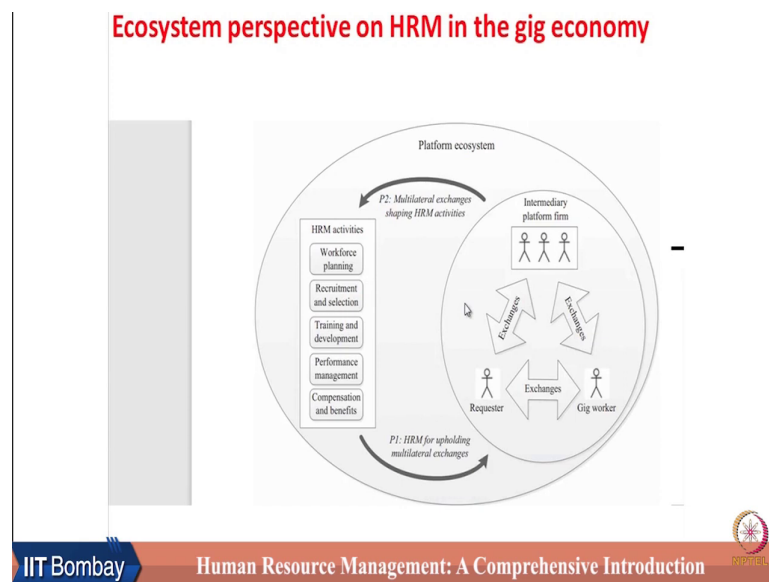 Ecosystem perspective on HRM in the gig economy
Platform ecosystem
P2: Multilateral exchanges
shaping HRM activities
Intermediary
platform firm
HRM activities
Workforce
planning
Recruitment
and selection
Training and
development
Performance
management
Compensation
and benefits
Exchanges
Exchanges
Exchanges
Requester
Gig worker
P1: HRM for upholding
multilateral exchanges
IIT Bombay
Human Resource Management: A Comprehensive Introduction
NPTEL